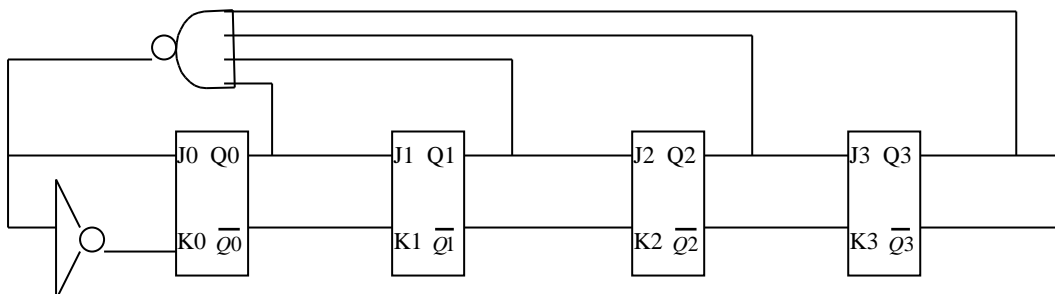 J0 Q0 J1 Q1 J2 Q2 J3 Q3
K0 Q̅0̅ K1 Q̅1̅ K2 Q̅2̅ K3 Q̅3̅